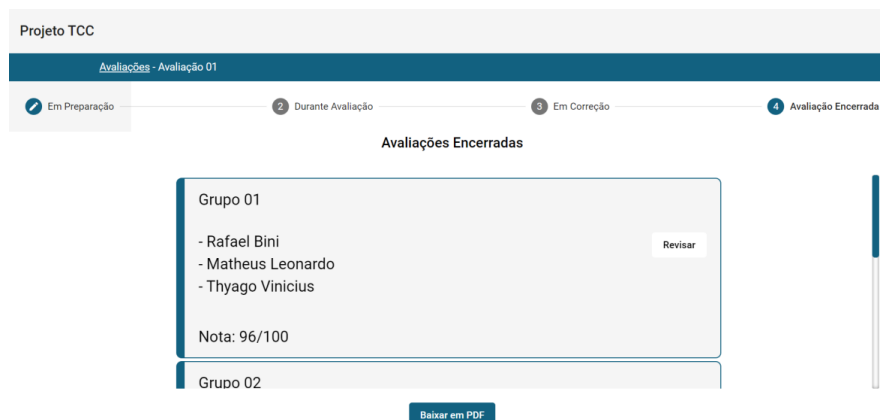 Projeto TCC
Avaliações - Avaliação 01
Em Preparação
2 Durante Avaliação
3 Em Correção
4 Avaliação Encerrada
Avaliações Encerradas
Grupo 01
- Rafael Bini
- Matheus Leonardo
- Thyago Vinicius
Revisar
Nota: 96/100
Grupo 02
Baixar em PDF